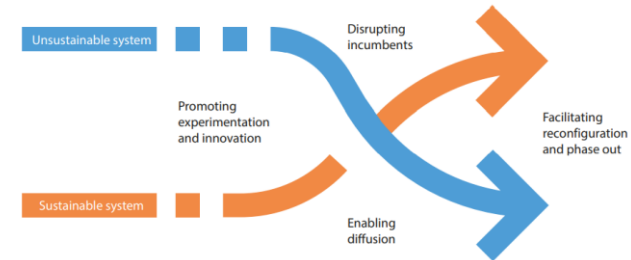 Unsustainable system
Disrupting
incumbents
Promoting
experimentation
and innovation
Facilitating
reconfiguration
and phase out
Sustainable system
Enabling
diffusion